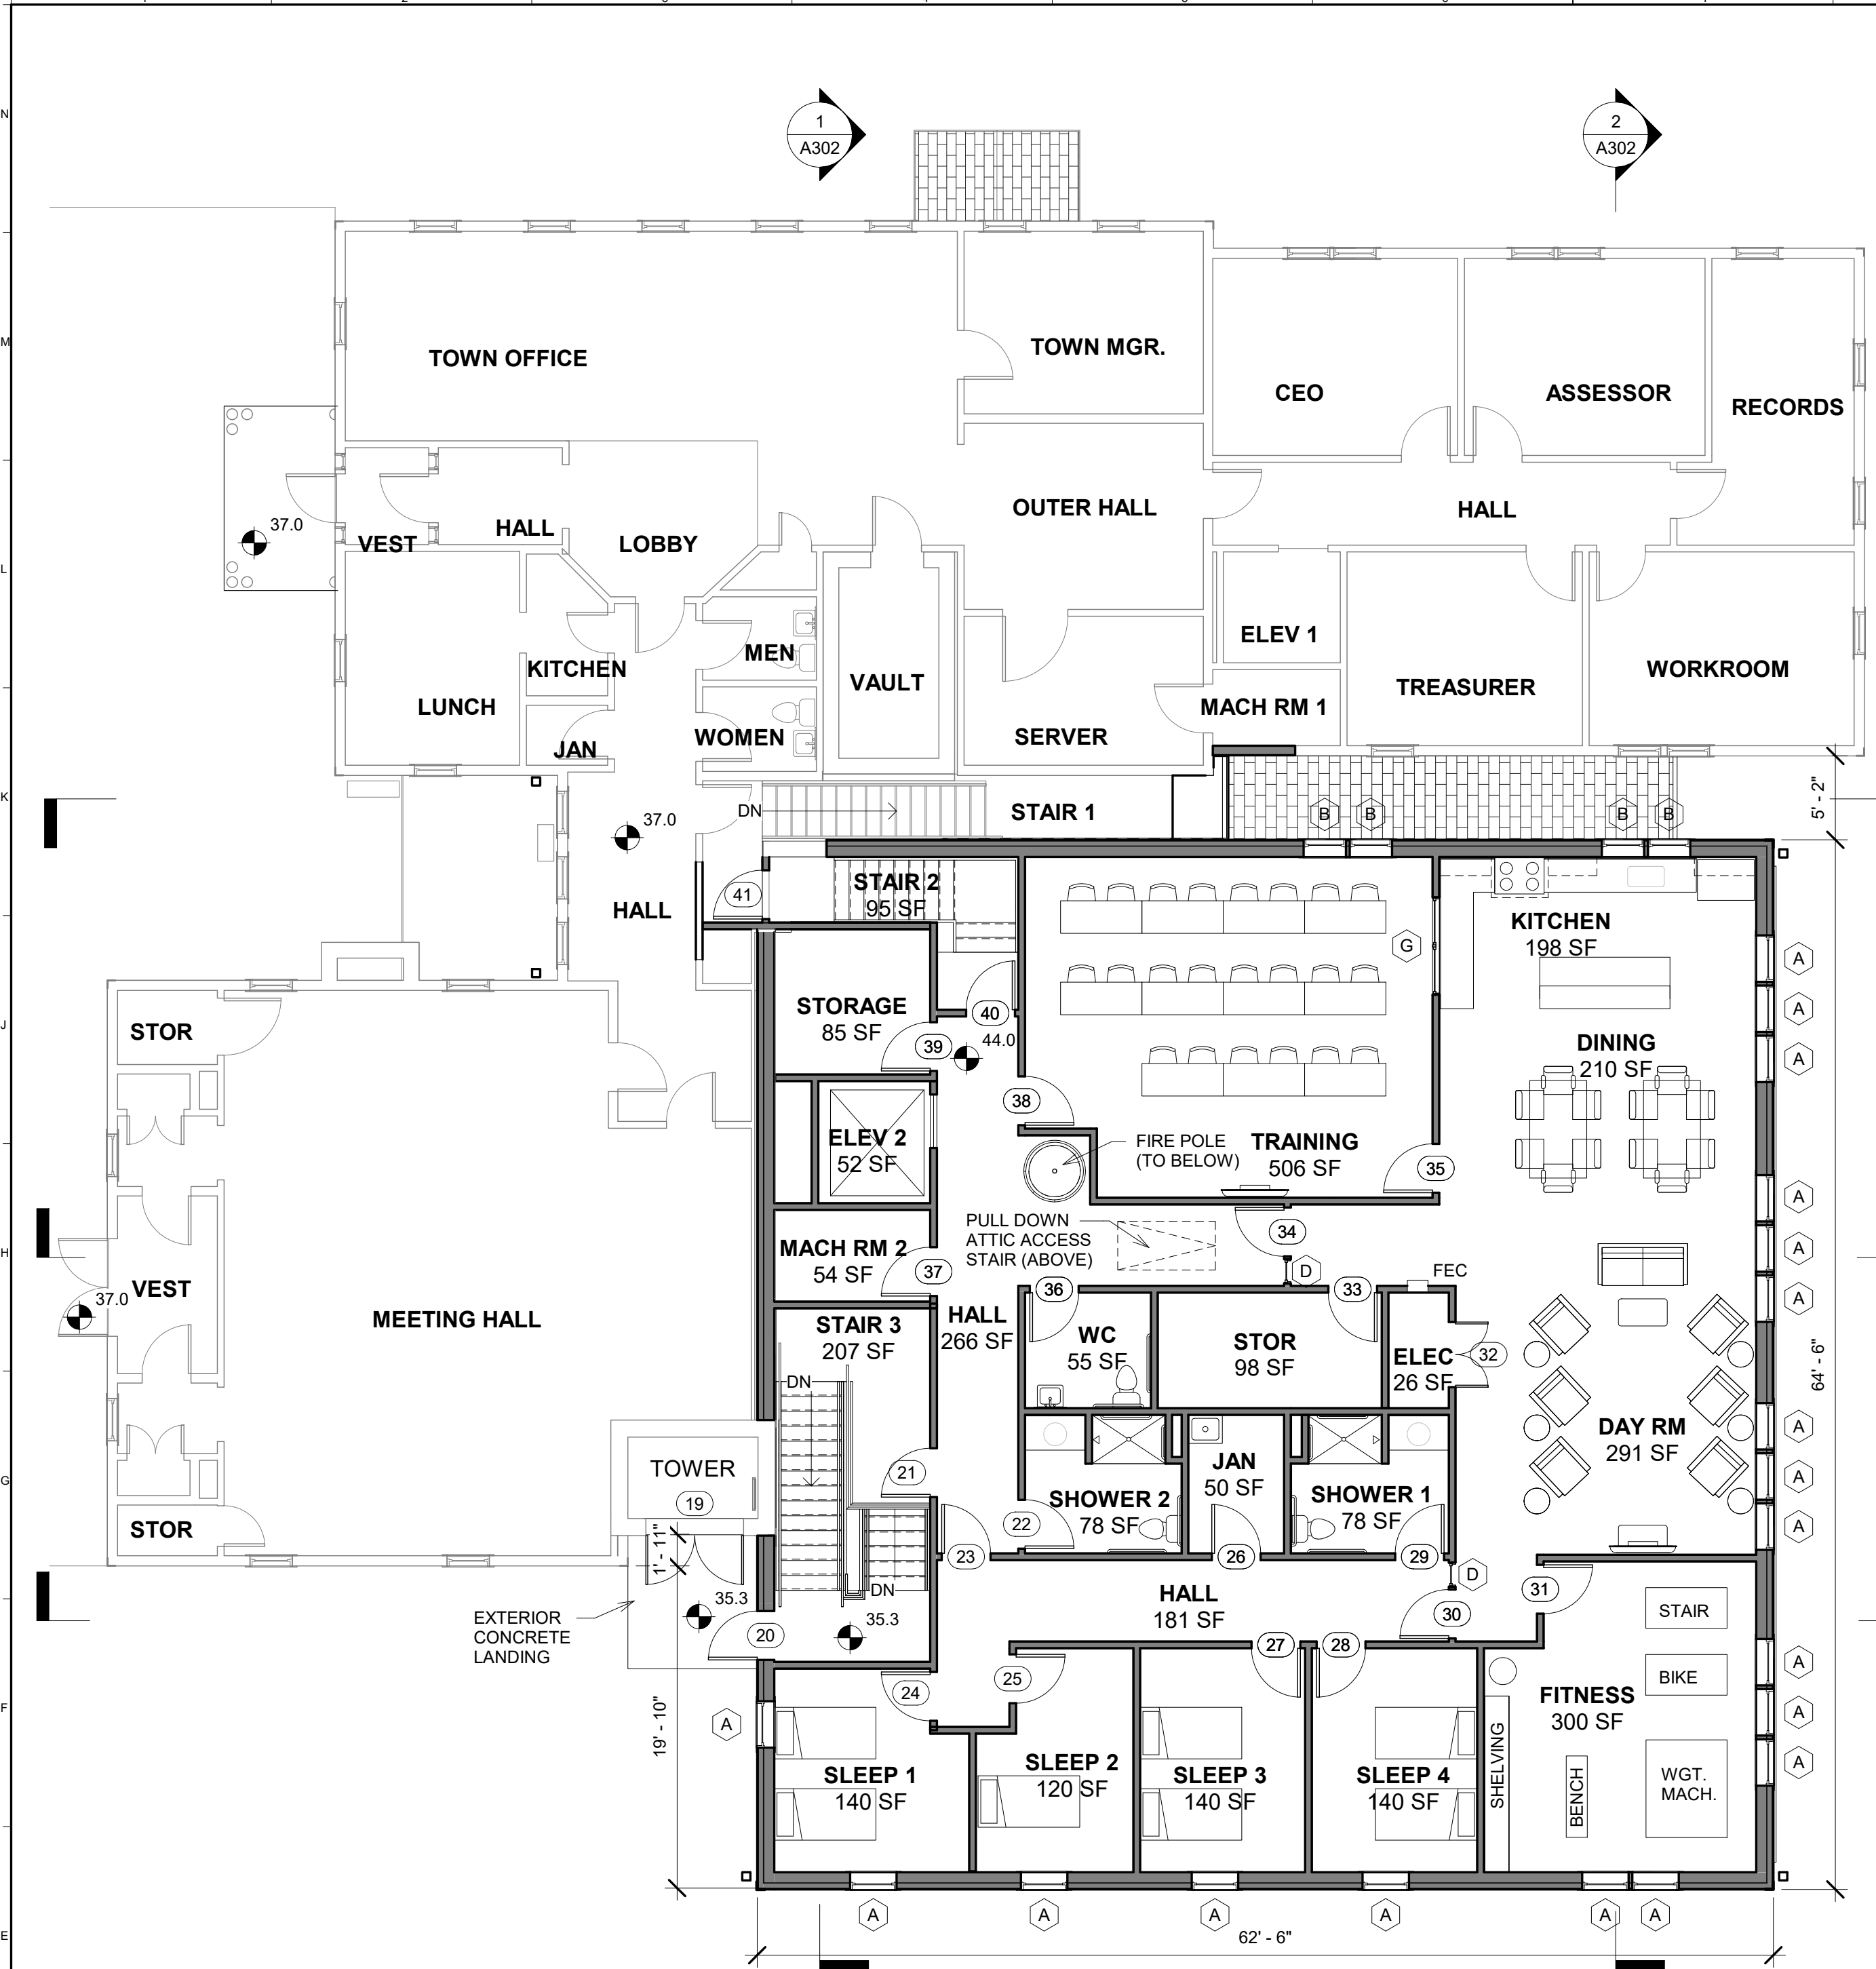 N
M
L
K
J
H
G
F
E
1
A302
2
A302
TOWN OFFICE
TOWN MGR.
CEO
ASSESSOR
RECORDS
37.0
VEST
HALL
LOBBY
OUTER HALL
HALL
KITCHEN
MEN
VAULT
ELEV 1
WORKROOM
LUNCH
TREASURER
MACH RM 1
JAN
WOMEN
SERVER
37.0
DN
STAIR 1
B
B
B
B
5' - 2"
41
STAIR 2
95 SF
HALL
G
KITCHEN
198 SF
A
A
A
STOR
STORAGE
85 SF
40
39
44.0
DINING
210 SF
38
ELEV 2
52 SF
FIRE POLE
(TO BELOW)
TRAINING
506 SF
35
A
A
A
PULL DOWN
ATTIC ACCESS
STAIR (ABOVE)
34
D
FEC
MACH RM 2
54 SF
37
36
33
37.0
VEST
MEETING HALL
STAIR 3
207 SF
HALL
266 SF
WC
55 SF
STOR
98 SF
ELEC
26 SF
32
64' - 6"
DN
DAY RM
291 SF
A
A
A
TOWER
19
21
JAN
50 SF
SHOWER 2
78 SF
SHOWER 1
78 SF
STOR
22
23
26
29
1' - 11"
DN
D
31
HALL
181 SF
30
EXTERIOR
CONCRETE
LANDING
35.3
35.3
20
27
28
STAIR
BIKE
24
25
A
FITNESS
300 SF
A
A
A
19' - 10"
SLEEP 1
140 SF
SLEEP 2
120 SF
SLEEP 3
140 SF
SLEEP 4
140 SF
SHELVING
BENCH
WGT.
MACH.
A
A
A
A
A
A
62' - 6"